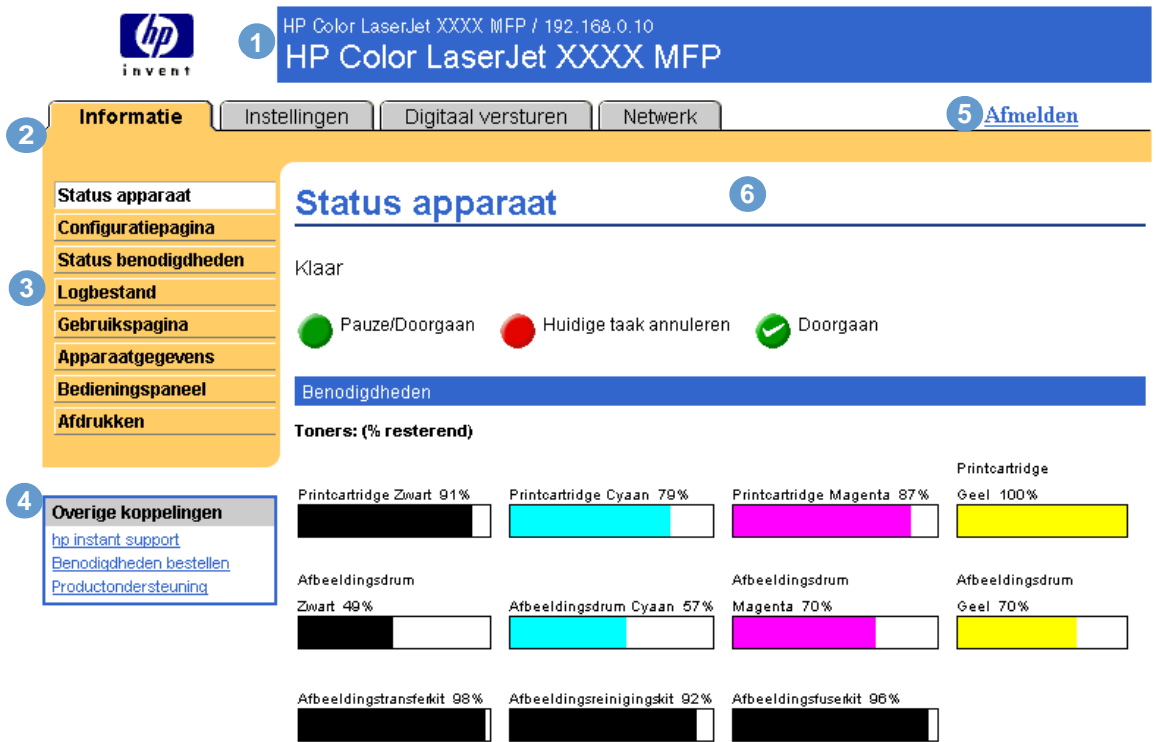 hp
invent
1
HP Color LaserJet XXXX MFP / 192.168.0.10
HP Color LaserJet XXXX MFP
2
Informatie
Instellingen
Digitaal versturen
Netwerk
5
Afmelden
3
Status apparaat
Configuratiepagina
Status benodigdheden
Logbestand
Gebruikspagina
Apparaatgegevens
Bedieningspaneel
Afdrukken
4
Overige koppelingen
hp instant support
Benodigdheden bestellen
Productondersteuning
Status apparaat
6
Klaar
Pauze/Doorgaan
Huidige taak annuleren
Doorgaan
Benodigdheden
Toners: (% resterend)
Printcartridge Zwart 91%
Printcartridge Cyaan 79%
Printcartridge Magenta 87%
Printcartridge
Geel 100%
Afbeeldingsdrum
Zwart 49%
Afbeeldingsdrum Cyaan 57%
Afbeeldingsdrum
Magenta 70%
Afbeeldingsdrum
Geel 70%
Afbeeldingstransferkit 98%
Afbeeldingsreinigingskit 92%
Afbeeldingsfuserkit 96%